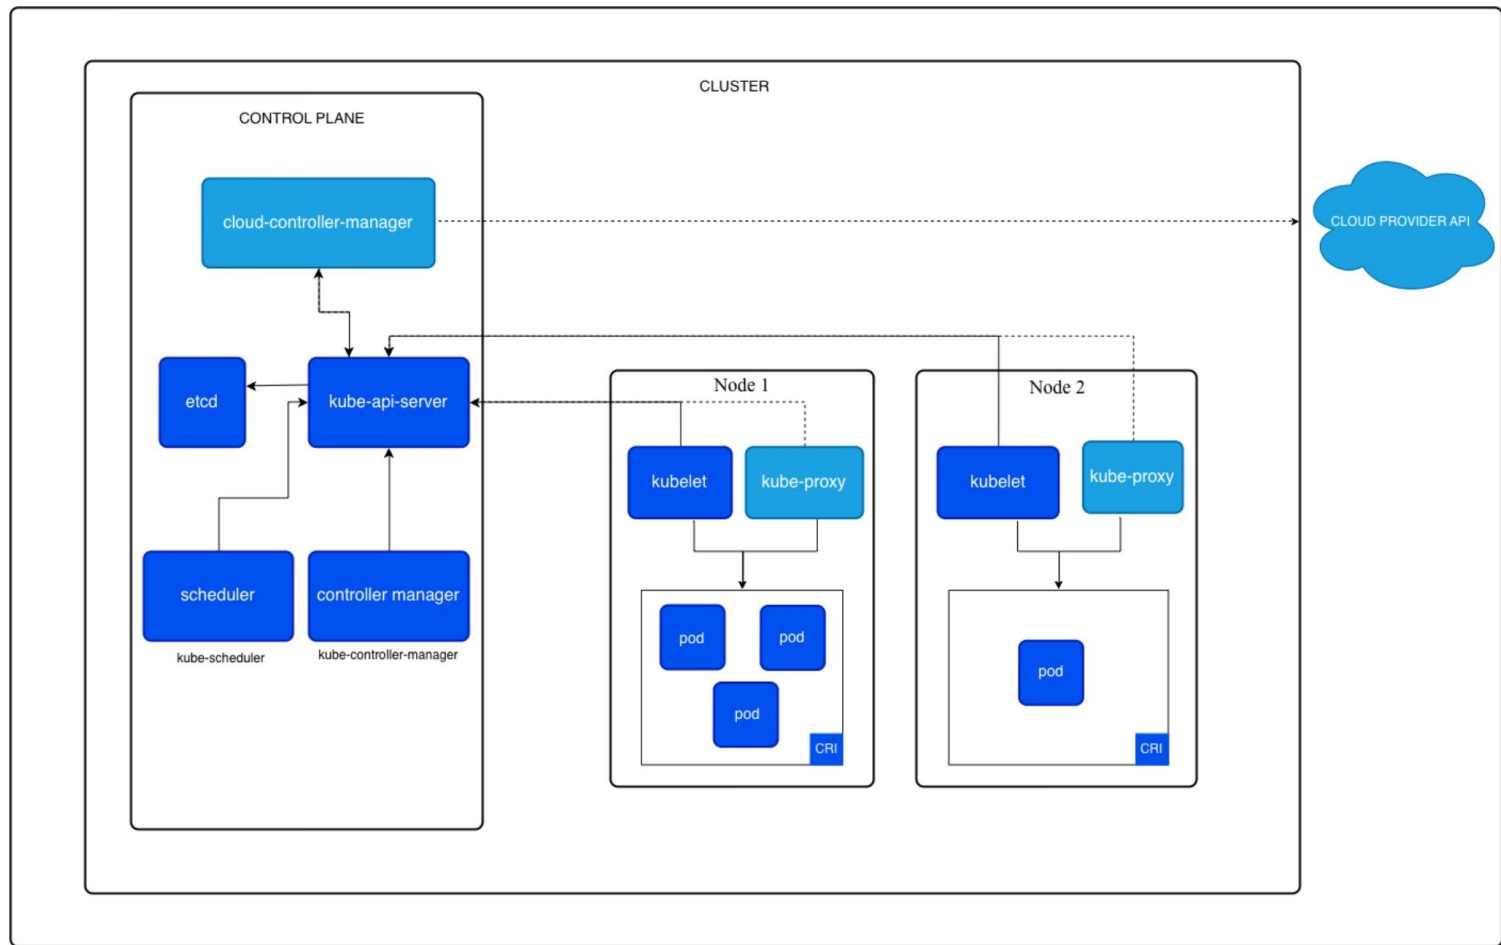 CLUSTER
CONTROL PLANE
cloud-controller-manager
CLOUD PROVIDER API
etcd
kube-api-server
scheduler
kube-scheduler
controller manager
kube-controller-manager
Node 1
kubelet
kube-proxy
pod
pod
pod
CRI
Node 2
kubelet
kube-proxy
pod
CRI